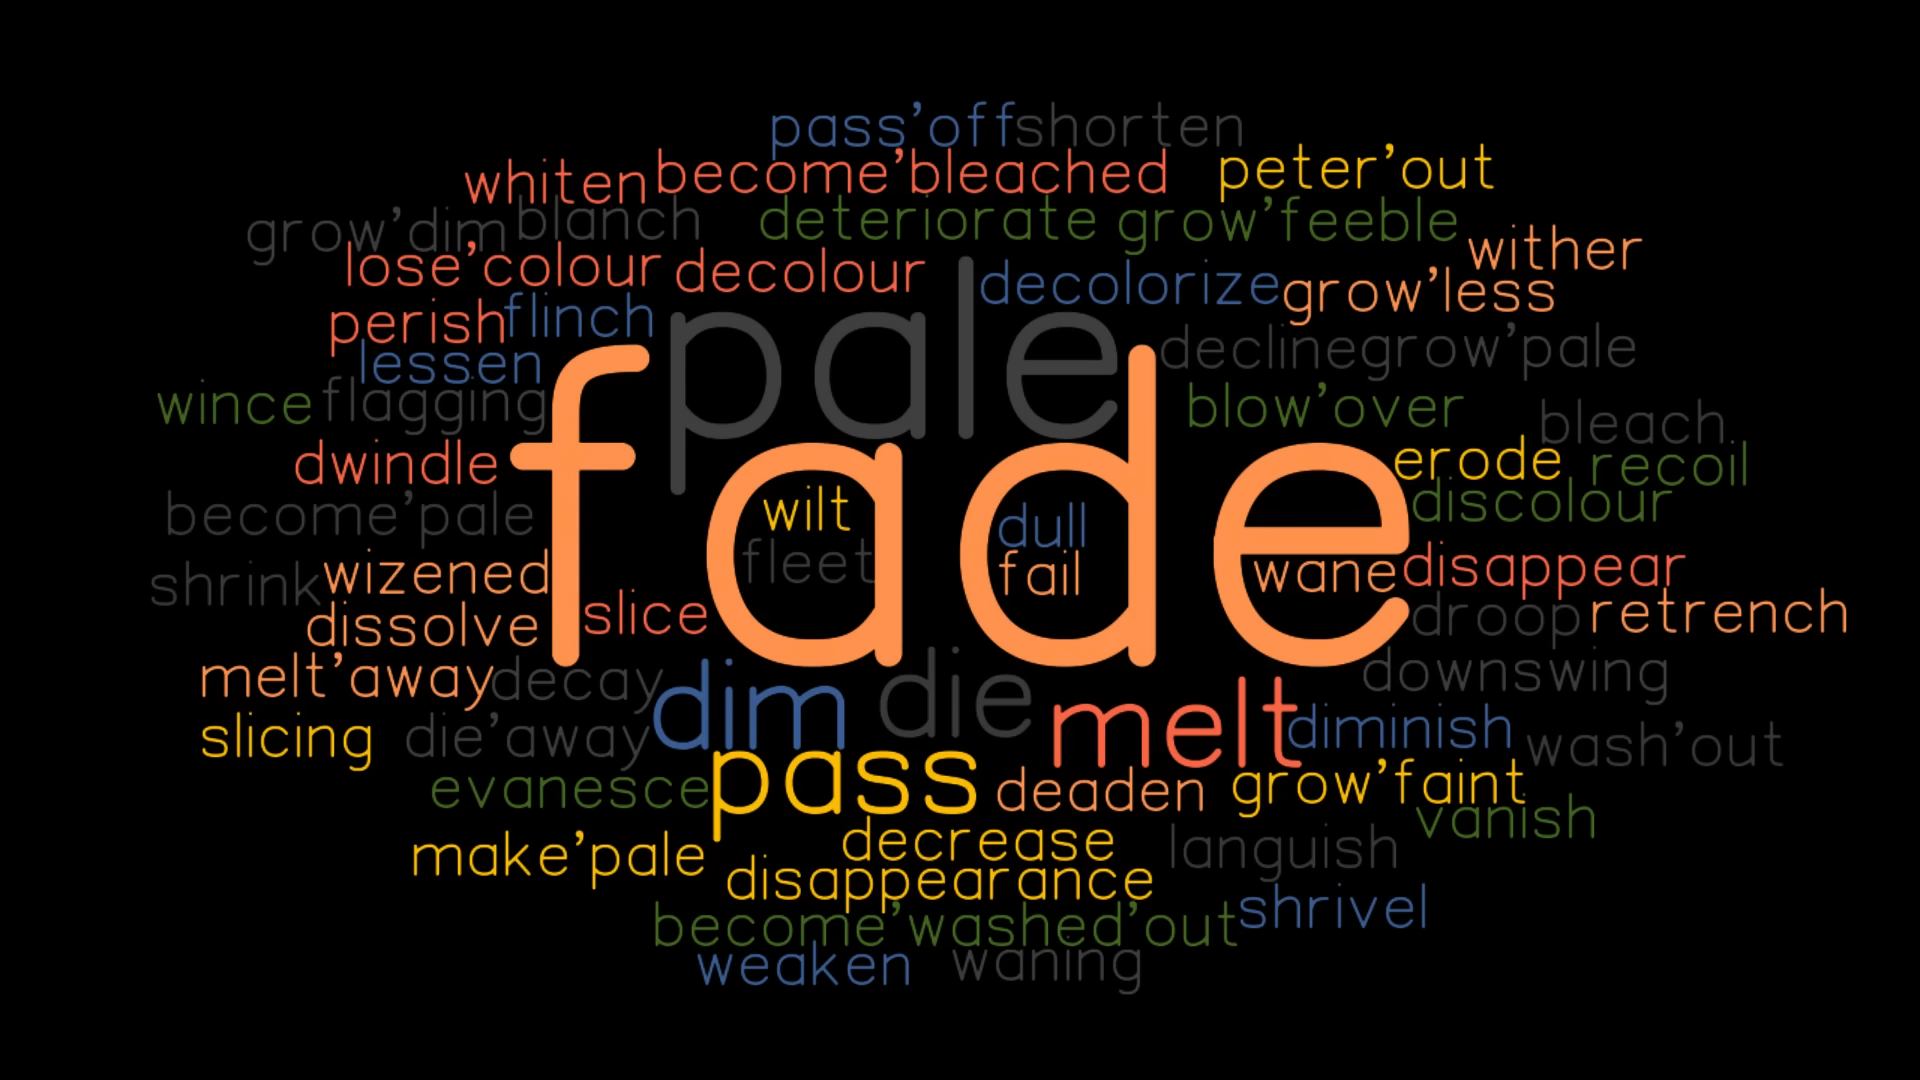 pass'off shorten
whiten become'bleached peter'out
grow'dim blanch deteriorate grow'feeble
wither
lose'colour decolour decolorize grow'less
perish flinch pale decline grow'pale
lessen
wince flagging blow'over bleach
dwindle fade erode recoil
become'pale wilt dull discolour
shrink wizened fleet fail wane disappear
dissolve slice droop retrench
melt'away decay dim die melt downswing
slicing die'away diminish wash'out
evanesce pass deaden grow'faint
vanish
make'pale decrease languish
disappearance
become'washed'out shrivel
weaken waning